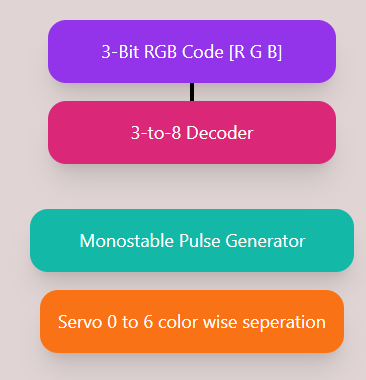 3-Bit RGB Code [R G B]
3-to-8 Decoder
Monostable Pulse Generator
Servo 0 to 6 color wise seperation